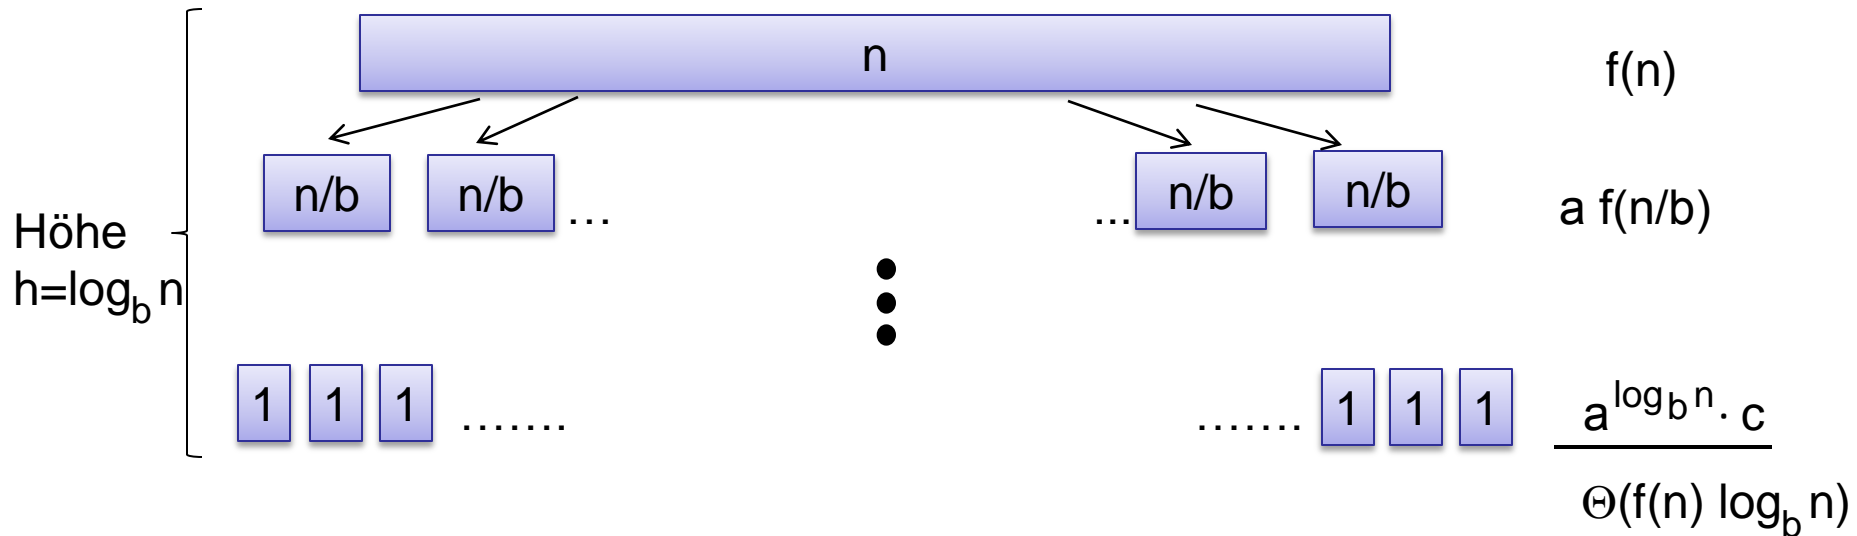 n
f(n)
n/b n/b ... ... n/b n/b
a f(n/b)
Höhe
h=log_b n
1 1 1 ....... ....... 1 1 1
a^{log_b n} · c
Θ(f(n) log_b n)